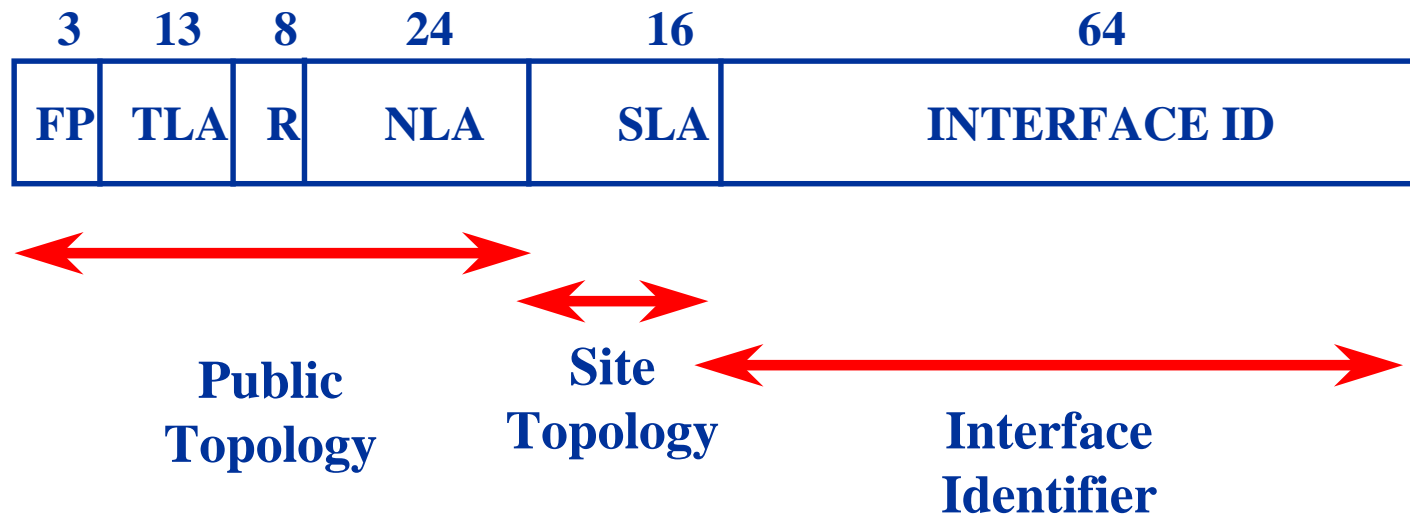 3 13 8 24 16 64
FP TLA R NLA SLA INTERFACE ID
Public
Topology
Site
Topology
Interface
Identifier